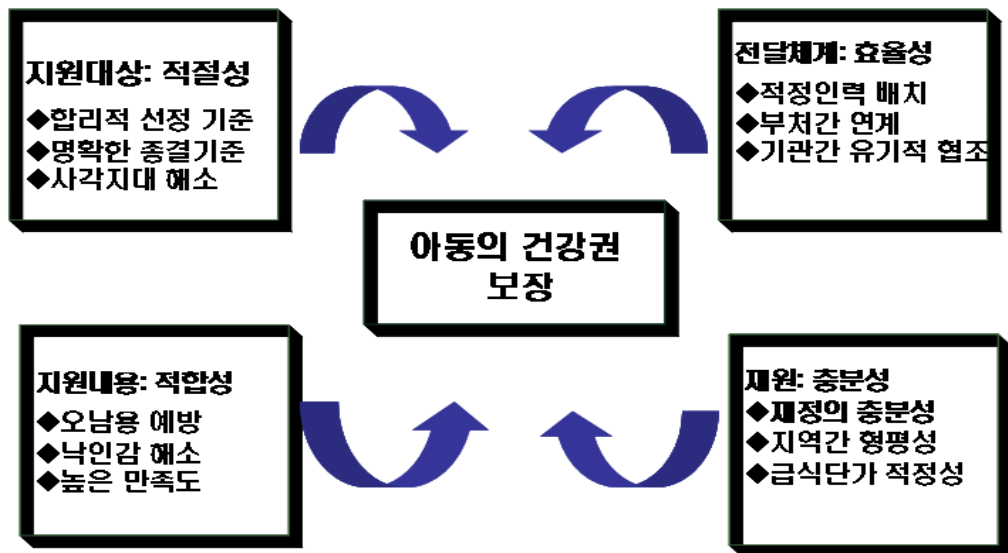 지원대상: 적절성
◆합리적 선정 기준
◆명확한 종결기준
◆사각지대 해소
전달체계: 효율성
◆적정인력 배치
◆부처간 연계
◆기관간 유기적 협조
아동의 건강권
보장
지원내용: 적합성
◆오남용 예방
◆낙인감 해소
◆높은 만족도
재원: 충분성
◆재정의 충분성
◆지역간 형평성
◆급식단가 적정성